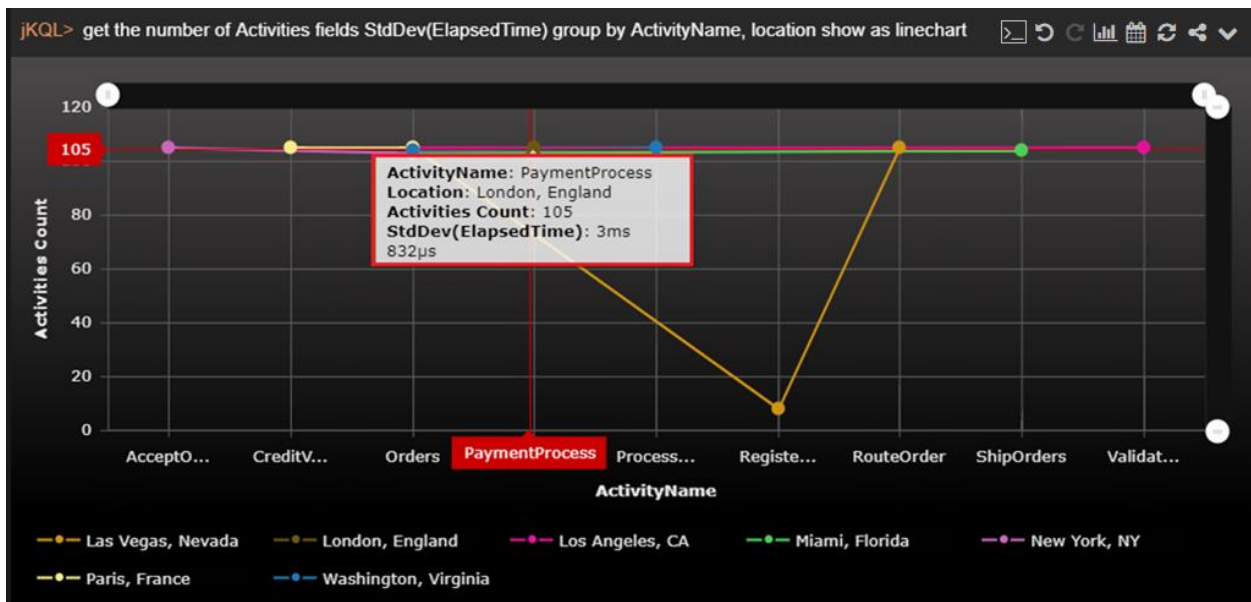 jKQL> get the number of Activities fields StdDev(ElapsedTime) group by ActivityName, location show as linechart
120
105
80
60
40
20
0
Activities Count
ActivityName: PaymentProcess
Location: London, England
Activities Count: 105
StdDev(ElapsedTime): 3ms
832µs
AcceptO... CreditV... Orders PaymentProcess Process... Registe... RouteOrder ShipOrders Validat...
ActivityName
Las Vegas, Nevada London, England Los Angeles, CA Miami, Florida New York, NY
Paris, France Washington, Virginia